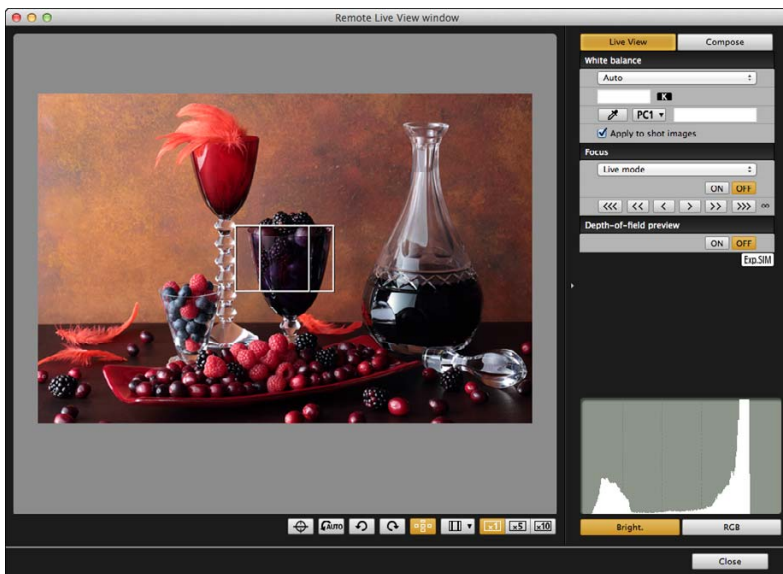 Remote Live View window
Live View
Compose
White balance
Auto
K
PC1
Apply to shot images
Focus
Live mode
ON
OFF
<<<
<<
<
>
>>
>>>
∞
Depth-of-field preview
ON
OFF
Exp.SIM
AUTO
x1
x5
x10
Bright.
RGB
Close